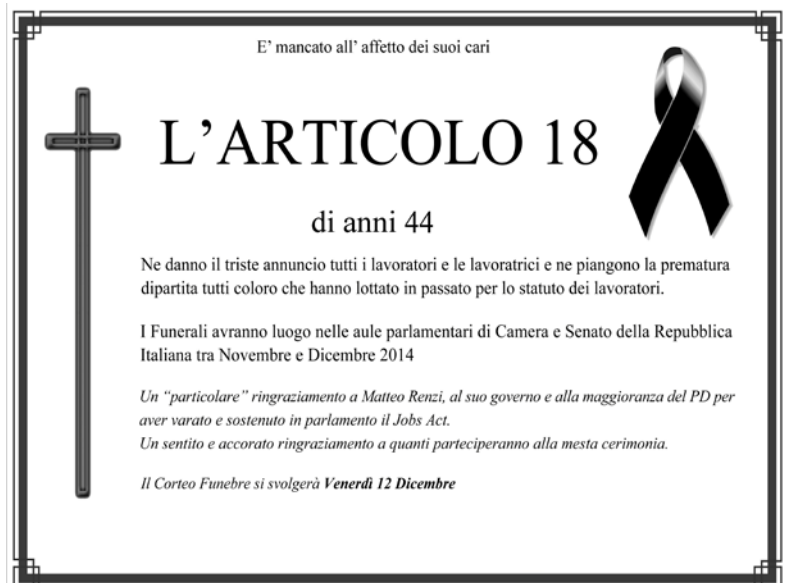 E' mancato all' affetto dei suoi cari
L'ARTICOLO 18
di anni 44
Ne danno il triste annuncio tutti i lavoratori e le lavoratrici e ne piangono la prematura
dipartita tutti coloro che hanno lottato in passato per lo statuto dei lavoratori.
I Funerali avranno luogo nelle aule parlamentari di Camera e Senato della Repubblica
Italiana tra Novembre e Dicembre 2014
Un “particolare” ringraziamento a Matteo Renzi, al suo governo e alla maggioranza del PD per
aver varato e sostenuto in parlamento il Jobs Act.
Un sentito e accorato ringraziamento a quanti parteciperanno alla mesta cerimonia.
Il Corteo Funebre si svolgerà Venerdì 12 Dicembre